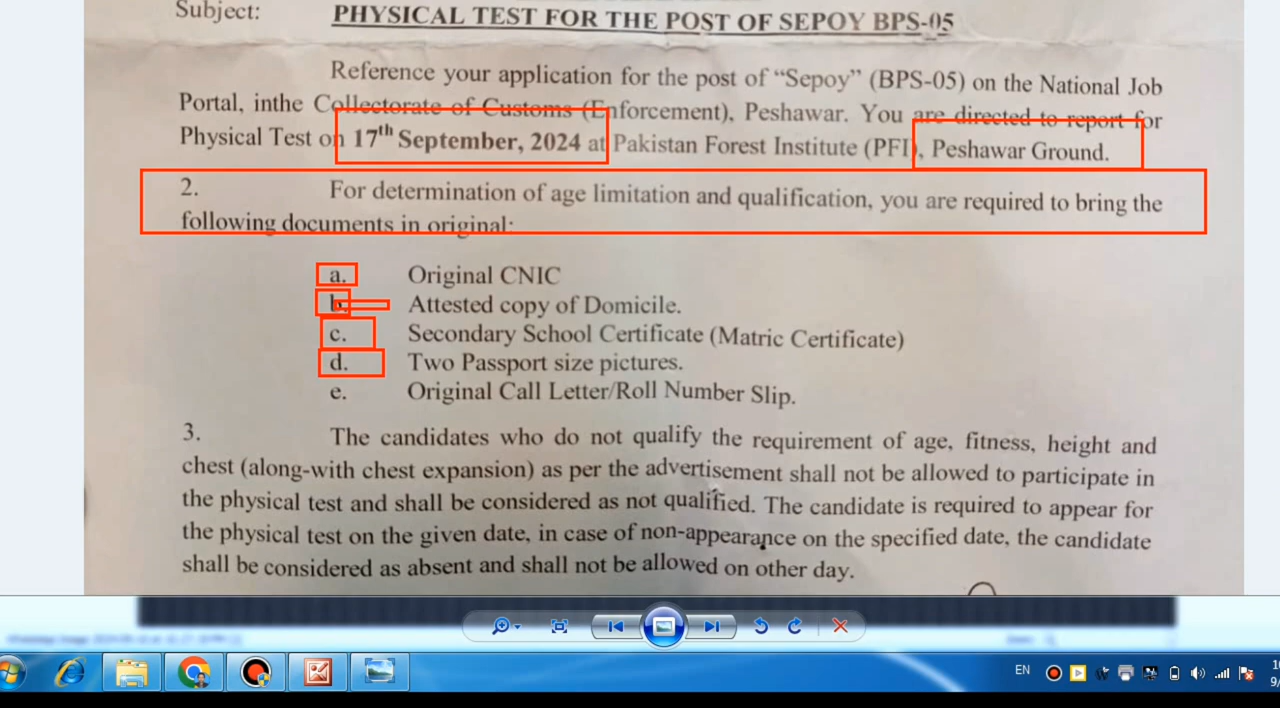 Subject: PHYSICAL TEST FOR THE POST OF SEPOY BPS-05
Reference your application for the post of “Sepoy” (BPS-05) on the National Job
Portal, inthe Collectorate of Customs (Enforcement), Peshawar. You are directed to report for
Physical Test on 17th September, 2024 at Pakistan Forest Institute (PFI), Peshawar Ground.
2. For determination of age limitation and qualification, you are required to bring the
following documents in original:
a. Original CNIC
b. Attested copy of Domicile.
c. Secondary School Certificate (Matric Certificate)
d. Two Passport size pictures.
e. Original Call Letter/Roll Number Slip.
3. The candidates who do not qualify the requirement of age, fitness, height and
chest (along-with chest expansion) as per the advertisement shall not be allowed to participate in
the physical test and shall be considered as not qualified. The candidate is required to appear for
the physical test on the given date, in case of non-appearance on the specified date, the candidate
shall be considered as absent and shall not be allowed on other day.
EN